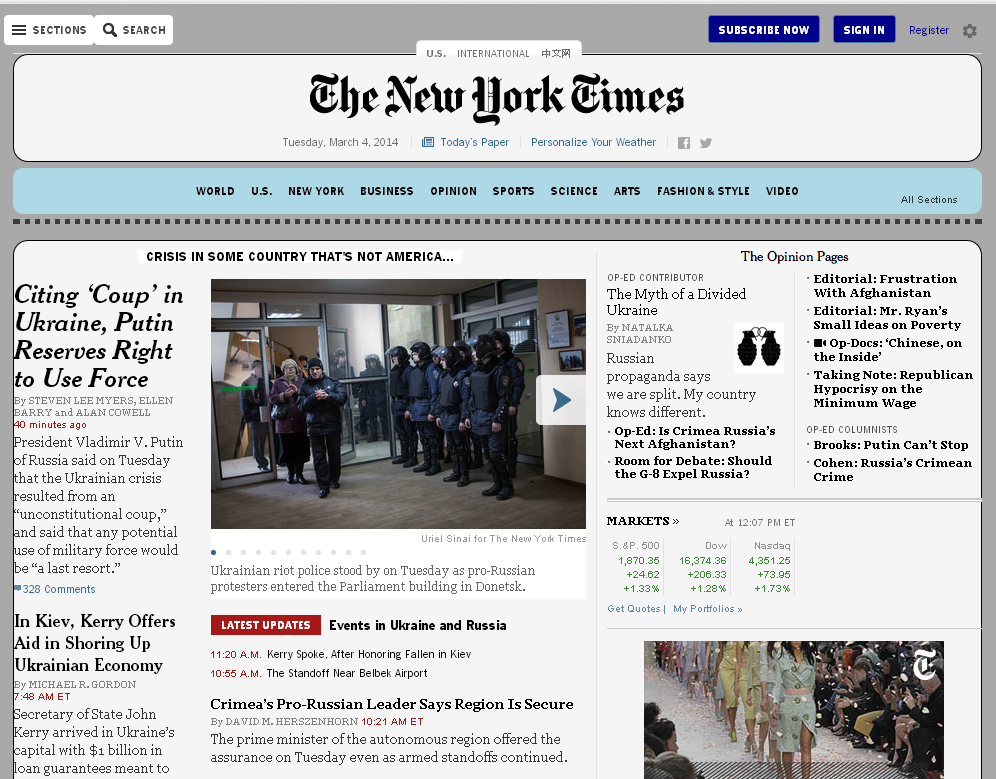 SECTIONS
SEARCH
SUBSCRIBE NOW
SIGN IN
Register
U.S. INTERNATIONAL 中文网
The New York Times
Tuesday, March 4, 2014
Today's Paper
Personalize Your Weather
WORLD U.S. NEW YORK BUSINESS OPINION SPORTS SCIENCE ARTS FASHION & STYLE VIDEO
All Sections
CRISIS IN SOME COUNTRY THAT'S NOT AMERICA...
Citing ‘Coup’ in
Ukraine, Putin
Reserves Right
to Use Force
By STEVEN LEE MYERS, ELLEN
BARRY and ALAN COWELL
40 minutes ago
President Vladimir V. Putin
of Russia said on Tuesday
that the Ukrainian crisis
resulted from an
“unconstitutional coup,”
and said that any potential
use of military force would
be “a last resort.”
328 Comments
In Kiev, Kerry Offers
Aid in Shoring Up
Ukrainian Economy
By MICHAEL R. GORDON
7:48 AM ET
Secretary of State John
Kerry arrived in Ukraine’s
capital with $1 billion in
loan guarantees meant to
Uriel Sinai for The New York Times
Ukrainian riot police stood by on Tuesday as pro-Russian
protesters entered the Parliament building in Donetsk.
LATEST UPDATES Events in Ukraine and Russia
11:20 A.M. Kerry Spoke, After Honoring Fallen in Kiev
10:55 A.M. The Standoff Near Belbek Airport
Crimea’s Pro-Russian Leader Says Region Is Secure
By DAVID M. HERSZENHORN 10:21 AM ET
The prime minister of the autonomous region offered the
assurance on Tuesday even as armed standoffs continued.
The Opinion Pages
OP-ED CONTRIBUTOR
The Myth of a Divided
Ukraine
By NATALKA
SNIADANKO
Russian
propaganda says
we are split. My country
knows different.
· Op-Ed: Is Crimea Russia’s
Next Afghanistan?
· Room for Debate: Should
the G-8 Expel Russia?
· Editorial: Frustration
With Afghanistan
· Editorial: Mr. Ryan’s
Small Ideas on Poverty
· Op-Docs: ‘Chinese, on
the Inside’
· Taking Note: Republican
Hypocrisy on the
Minimum Wage
OP-ED COLUMNISTS
· Brooks: Putin Can’t Stop
· Cohen: Russia’s Crimean
Crime
MARKETS »
At 12:07 PM ET
S.&P. 500 Dow Nasdaq
1,870.35 16,374.36 4,351.25
+24.62 +206.33 +73.95
+1.33% +1.28% +1.73%
Get Quotes | My Portfolios »
T